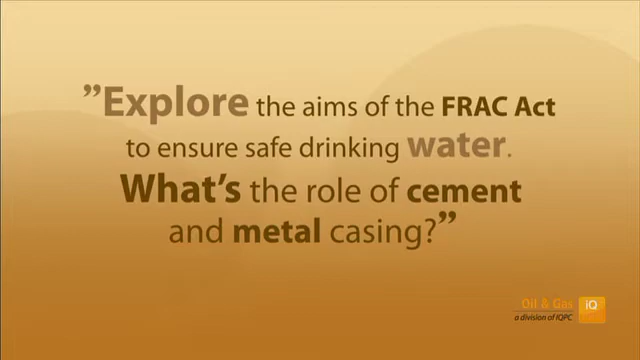 ”Explore the aims of the FRAC Act
to ensure safe drinking water.
What’s the role of cement
and metal casing?”
Oil & Gas iQ
a division of IQPC